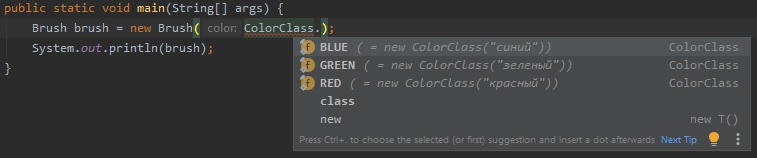 public static void main(String[] args) {
Brush brush = new Brush( color: ColorClass.);
System.out.println(brush);
}
f BLUE ( = new ColorClass("синий")) ColorClass
f GREEN ( = new ColorClass("зеленый")) ColorClass
f RED ( = new ColorClass("красный")) ColorClass
class
new new T()
Press Ctrl+. to choose the selected (or first) suggestion and insert a dot afterwards Next Tip